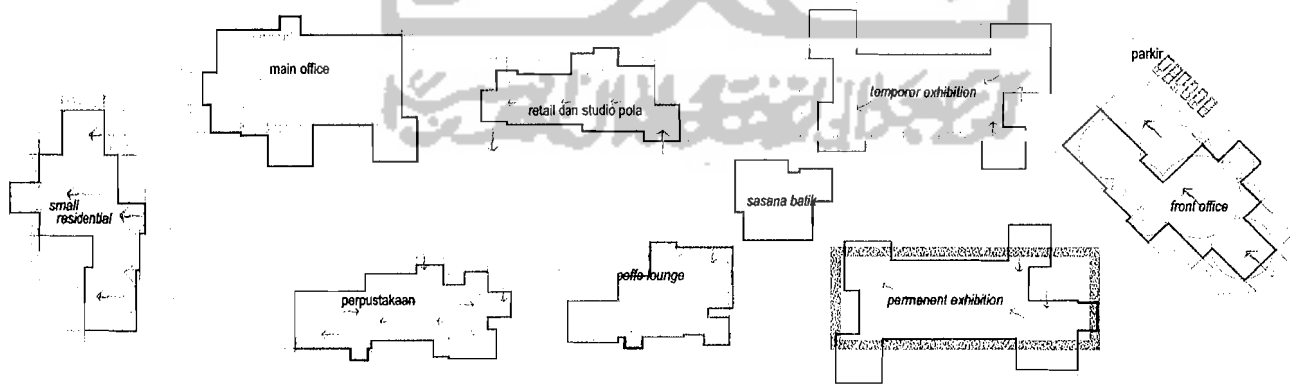 main office
retail dan studio pola
temporer exhibition
parkir
small
residential
sasana batik
front office
perpustakaan
coffe lounge
permanent exhibition